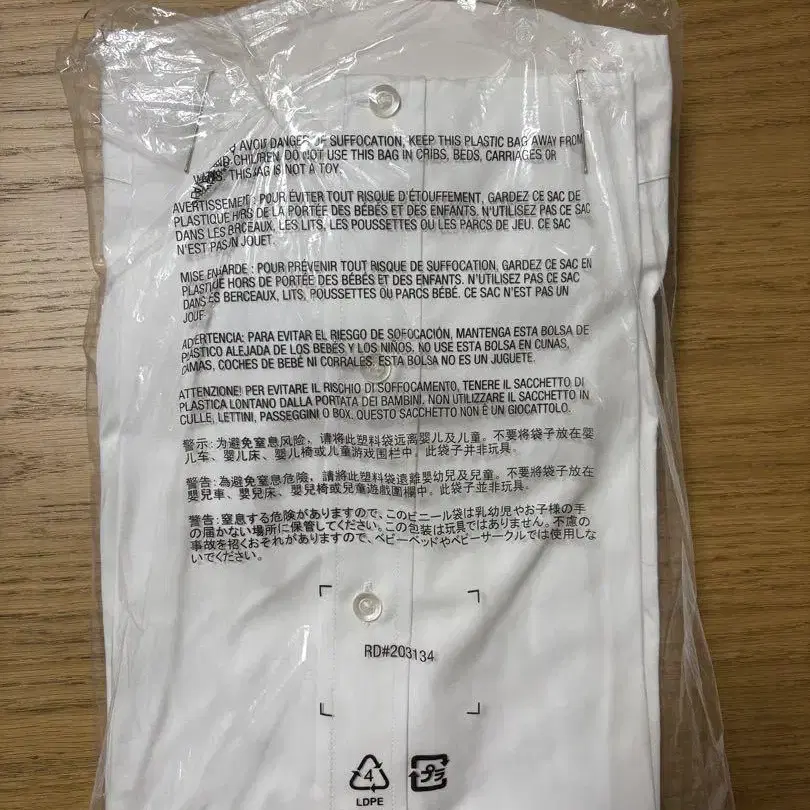 AVOID DANGER OF SUFFOCATION, KEEP THIS PLASTIC BAG AWAY FROM
CHILDREN. DO NOT USE THIS BAG IN CRIBS, BEDS, CARRIAGES OR
THIS BAG IS NOT A TOY.
AVERTISSEMENT : POUR ÉVITER TOUT RISQUE D'ÉTOUFFEMENT, GARDEZ CE SAC DE
PLASTIQUE HORS DE LA PORTÉE DES BÉBÉS ET DES ENFANTS. N'UTILISEZ PAS CE SAC
DANS LES BERCEAUX, LES LITS, LES POUSSETTES OU LES PARCS DE JEU. CE SAC
N'EST PAS UN JOUET.
MISE EN GARDE : POUR PRÉVENIR TOUT RISQUE DE SUFFOCATION, GARDEZ CE SAC EN
PLASTIQUE HORS DE PORTÉE DES BÉBÉS ET DES ENFANTS. N'UTILISEZ PAS CE SAC
DANS LES BERCEAUX, LITS, POUSSETTES OU PARCS BÉBÉ. CE SAC N'EST PAS UN
JOUET.
ADVERTENCIA: PARA EVITAR EL RIESGO DE SOFOCACIÓN, MANTENGA ESTA BOLSA DE
PLÁSTICO ALEJADA DE LOS BEBÉS Y LOS NIÑOS. NO USE ESTA BOLSA EN CUNAS,
CAMAS, COCHES DE BEBÉ NI CORRALES. ESTA BOLSA NO ES UN JUGUETE.
ATTENZIONE! PER EVITARE IL RISCHIO DI SOFFOCAMENTO, TENERE IL SACCHETTO DI
PLASTICA LONTANO DALLA PORTATA DEI BAMBINI. NON UTILIZZARE IL SACCHETTO IN
CULLE, LETTINI, PASSEGGINI O BOX. QUESTO SACCHETTO NON È UN GIOCATTOLO.
警示: 为避免窒息风险，请将此塑料袋远离婴儿及儿童。不要将袋子放在婴
儿车、婴儿床、婴儿椅或儿童游戏围栏中。此袋子并非玩具。
警告: 為避免窒息危險，請將此塑料袋遠離嬰幼兒及兒童。不要將袋子放在
嬰兒車、嬰兒床、嬰兒椅或兒童遊戲圍欄中。此袋子並非玩具。
警告: 窒息する危険がありますので、このビニール袋は乳幼児やお子様の手
の届かない場所に保管してください。この包装は玩具ではありません。不慮の
事故を招くおそれがありますので、ベビーベッドやベビーサークルでは使用しな
いでください。
RD#203134
4
LDPE
プラ